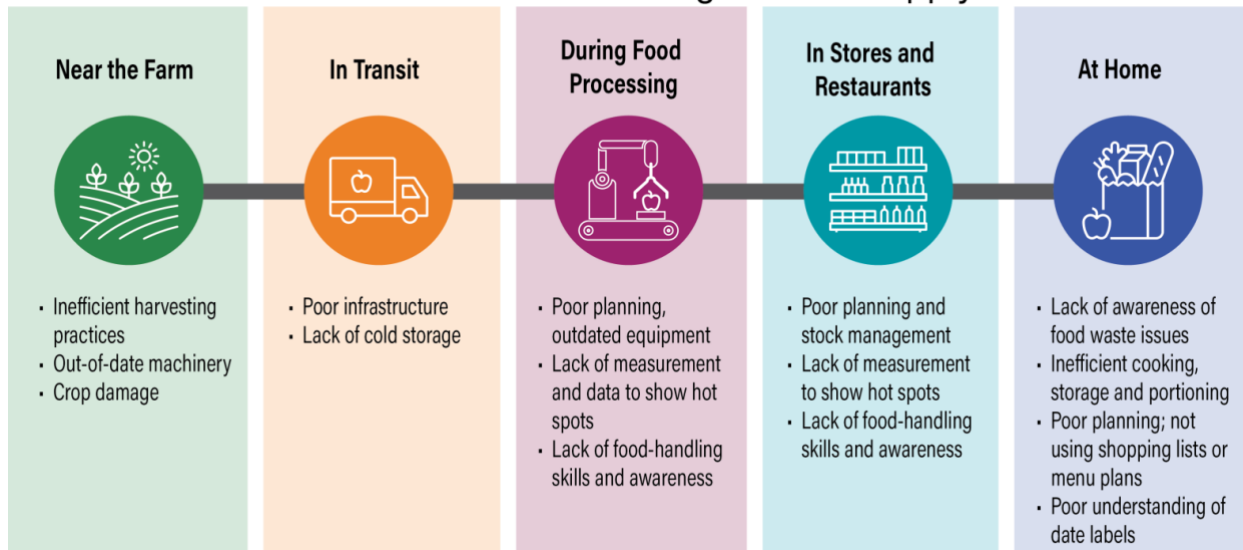 Near the Farm
In Transit
During Food
Processing
In Stores and
Restaurants
At Home
· Inefficient harvesting
practices
· Out-of-date machinery
· Crop damage
· Poor infrastructure
· Lack of cold storage
· Poor planning,
outdated equipment
· Lack of measurement
and data to show hot
spots
· Lack of food-handling
skills and awareness
· Poor planning and
stock management
· Lack of measurement
to show hot spots
· Lack of food-handling
skills and awareness
· Lack of awareness of
food waste issues
· Inefficient cooking,
storage and portioning
· Poor planning; not
using shopping lists or
menu plans
· Poor understanding of
date labels